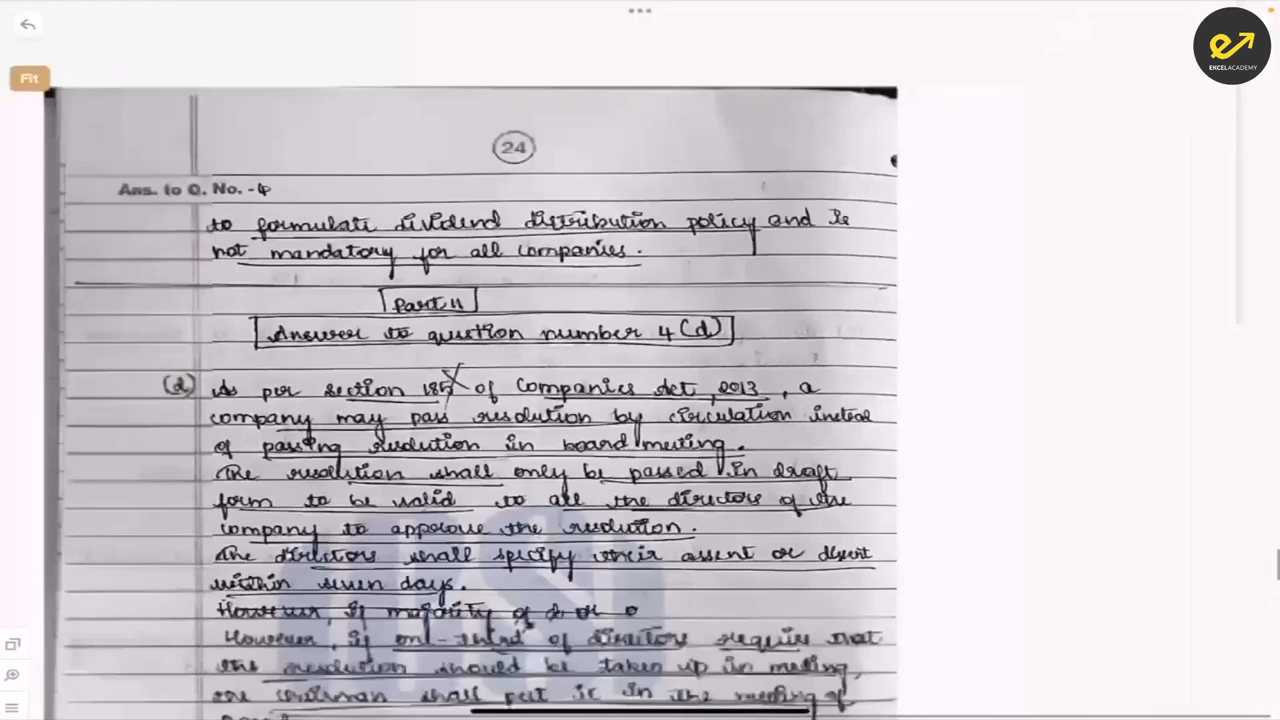 EKCELACADEMY
Fit
24
Ans. to Q. No. -4
to formulate dividend distribution policy and is
not mandatory for all companies.
Part 4
Answer to question number 4 (d)
(d) As per section 185 of Companies Act, 2013, a
company may pass resolution by circulation instead
of passing resolution in board meeting.
The resolution shall only be passed in draft
form to be valid to all the directors of the
company to approve the resolution.
The directors shall specify their assent or dissent
within seven days.
However, if majority of d or o
However, if one-third of directors require that
the resolution should be taken up in meeting,
the chairman shall put it in the meeting of